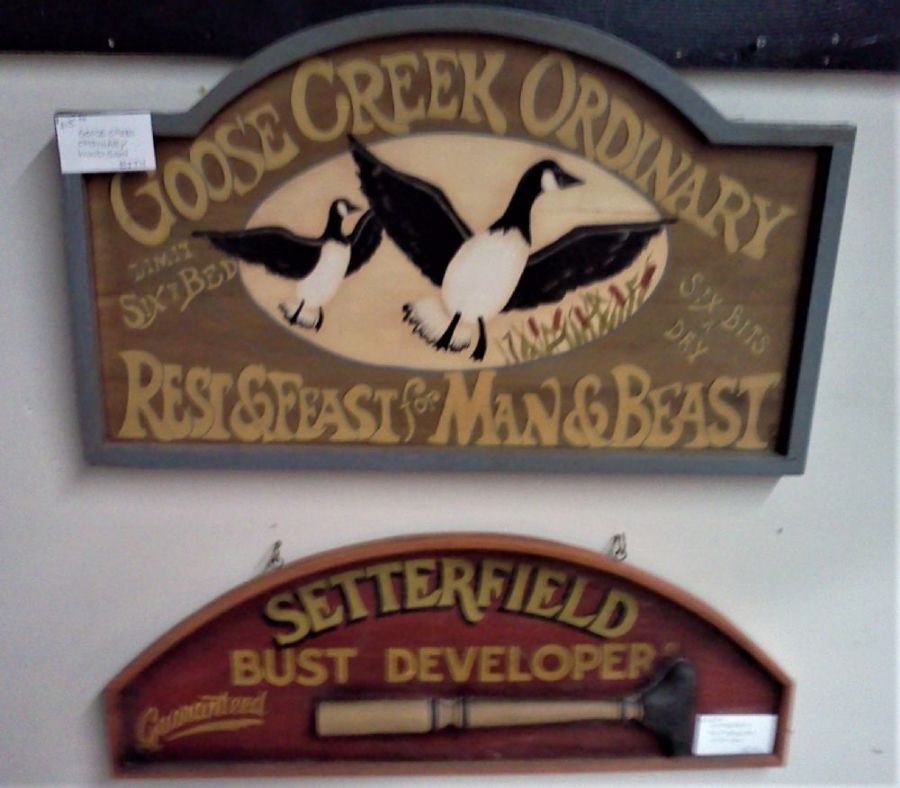 GOOSE CREEK ORDINARY
LIMIT
SIX Y BED
SIX BITS
A
DAY
REST & FEAST for MAN & BEAST
SETTERFIELD
BUST DEVELOPER
Guaranteed